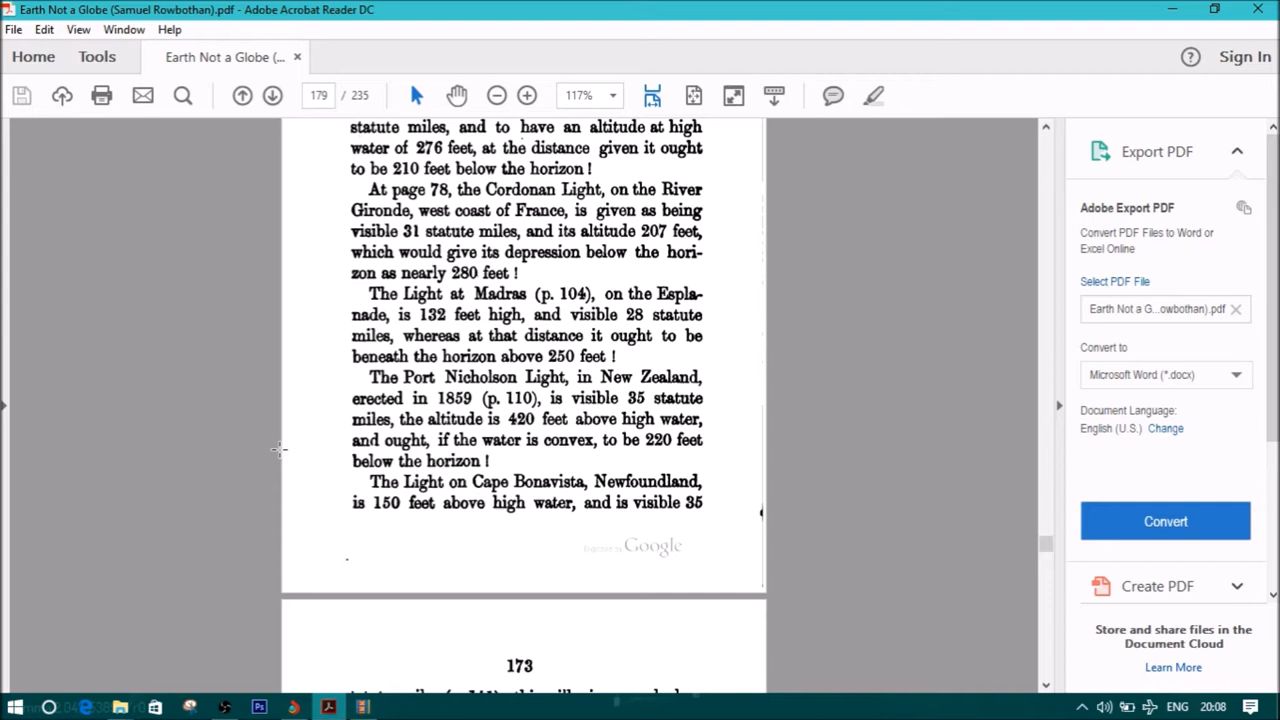 Earth Not a Globe (Samuel Rowbothan).pdf - Adobe Acrobat Reader DC
File Edit View Window Help
Home Tools Earth Not a Globe (... × Sign In
179 / 235 117%
statute miles, and to have an altitude at high
water of 276 feet, at the distance given it ought
to be 210 feet below the horizon!
At page 78, the Cordonan Light, on the River
Gironde, west coast of France, is given as being
visible 31 statute miles, and its altitude 207 feet,
which would give its depression below the hori-
zon as nearly 280 feet!
The Light at Madras (p. 104), on the Espla-
nade, is 132 feet high, and visible 28 statute
miles, whereas at that distance it ought to be
beneath the horizon above 250 feet!
The Port Nicholson Light, in New Zealand,
erected in 1859 (p. 110), is visible 35 statute
miles, the altitude is 420 feet above high water,
and ought, if the water is convex, to be 220 feet
below the horizon!
The Light on Cape Bonavista, Newfoundland,
is 150 feet above high water, and is visible 35
Digitized by Google
173
Export PDF
Adobe Export PDF
Convert PDF Files to Word or
Excel Online
Select PDF File
Earth Not a G...owbothan).pdf
Convert to
Microsoft Word (*.docx)
Document Language:
English (U.S.) Change
Convert
Create PDF
Store and share files in the
Document Cloud
Learn More
ENG 20:08